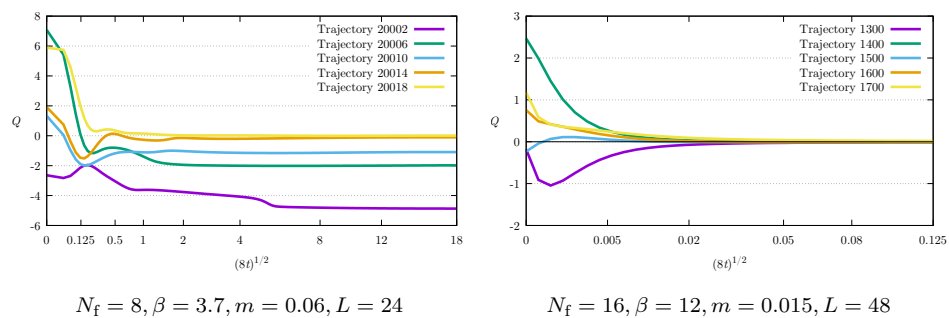 8
6
4
2
0
-2
-4
-6
Q
0
0.125
0.5
1
2
4
8
12
18
(8t)^{1/2}
Trajectory 20002
Trajectory 20006
Trajectory 20010
Trajectory 20014
Trajectory 20018
3
2
1
0
-1
-2
Q
0
0.005
0.02
0.05
0.08
0.125
(8t)^{1/2}
Trajectory 1300
Trajectory 1400
Trajectory 1500
Trajectory 1600
Trajectory 1700
N_f = 8, β = 3.7, m = 0.06, L = 24
N_f = 16, β = 12, m = 0.015, L = 48